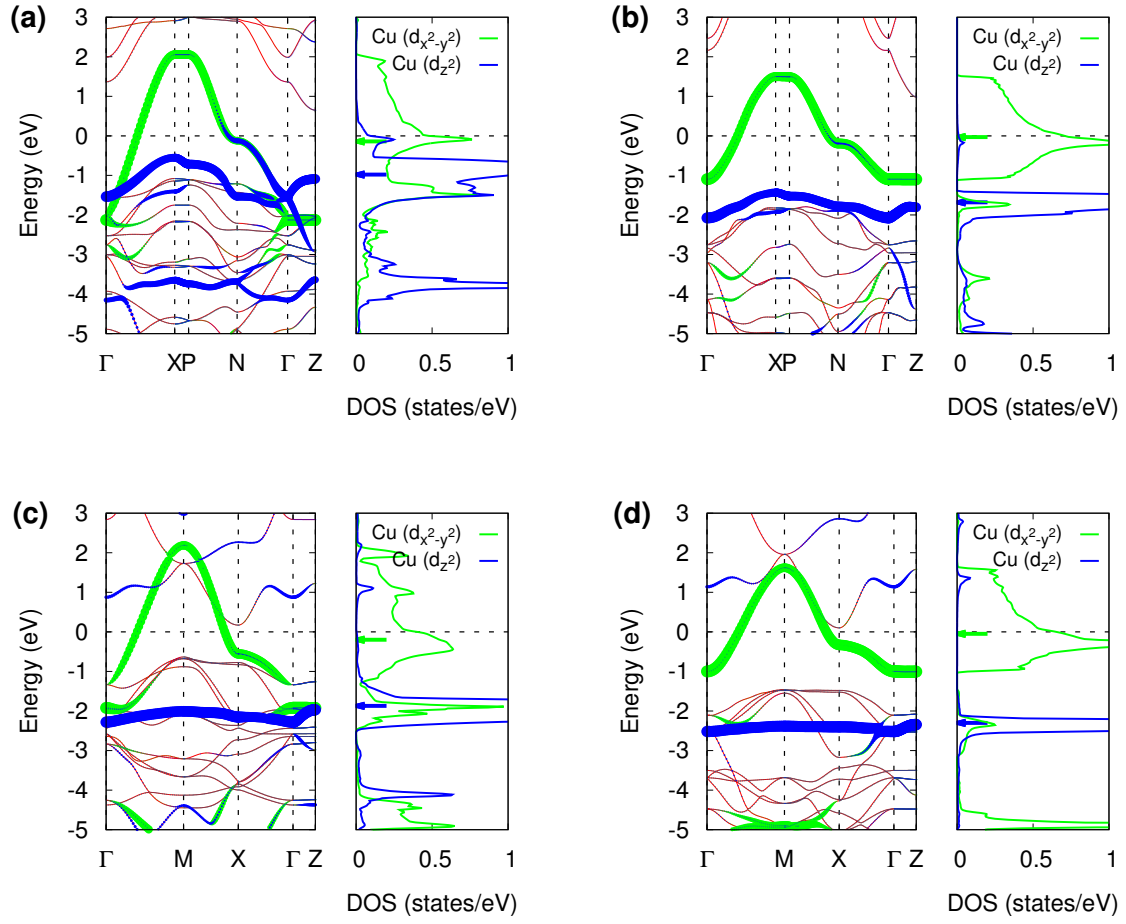 (a)
Energy (eV)
3
2
1
0
-1
-2
-3
-4
-5
Γ X P N Γ Z
Cu (dx²-y²)
Cu (dz²)
0 0.5 1
DOS (states/eV)
(b)
Energy (eV)
3
2
1
0
-1
-2
-3
-4
-5
Γ X P N Γ Z
Cu (dx²-y²)
Cu (dz²)
0 0.5 1
DOS (states/eV)
(c)
Energy (eV)
3
2
1
0
-1
-2
-3
-4
-5
Γ M X Γ Z
Cu (dx²-y²)
Cu (dz²)
0 0.5 1
DOS (states/eV)
(d)
Energy (eV)
3
2
1
0
-1
-2
-3
-4
-5
Γ M X Γ Z
Cu (dx²-y²)
Cu (dz²)
0 0.5 1
DOS (states/eV)